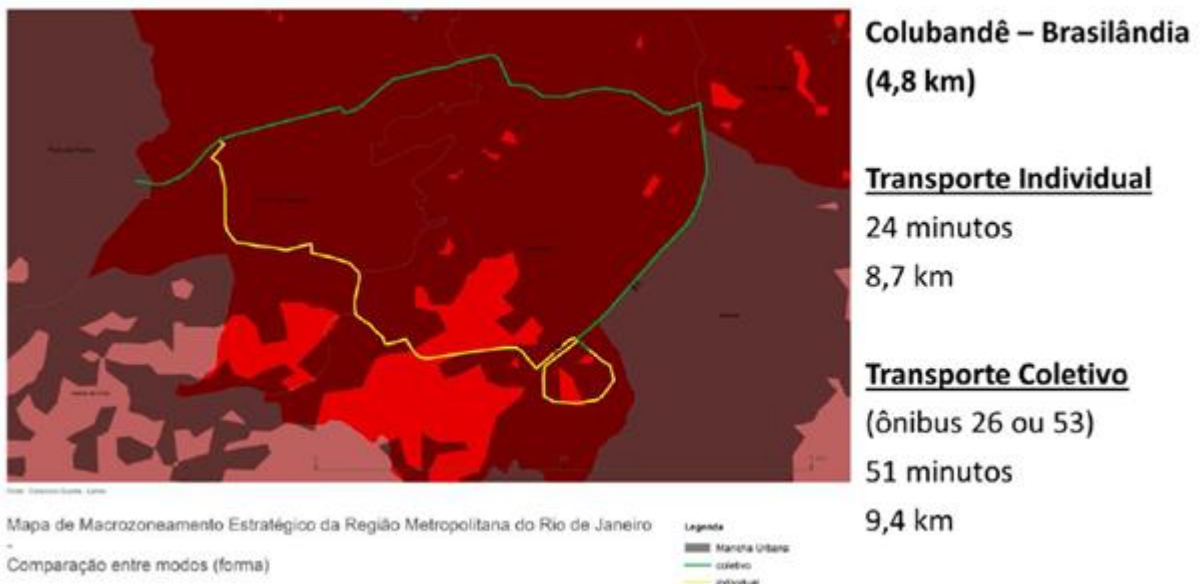 Colubandê – Brasilândia
(4,8 km)
Transporte Individual
24 minutos
8,7 km
Transporte Coletivo
(ônibus 26 ou 53)
51 minutos
9,4 km
Mapa de Macrozoneamento Estratégico da Região Metropolitana do Rio de Janeiro
-
Comparação entre modos (forma)
Legenda
Mancha Urbana
coletivo
individual